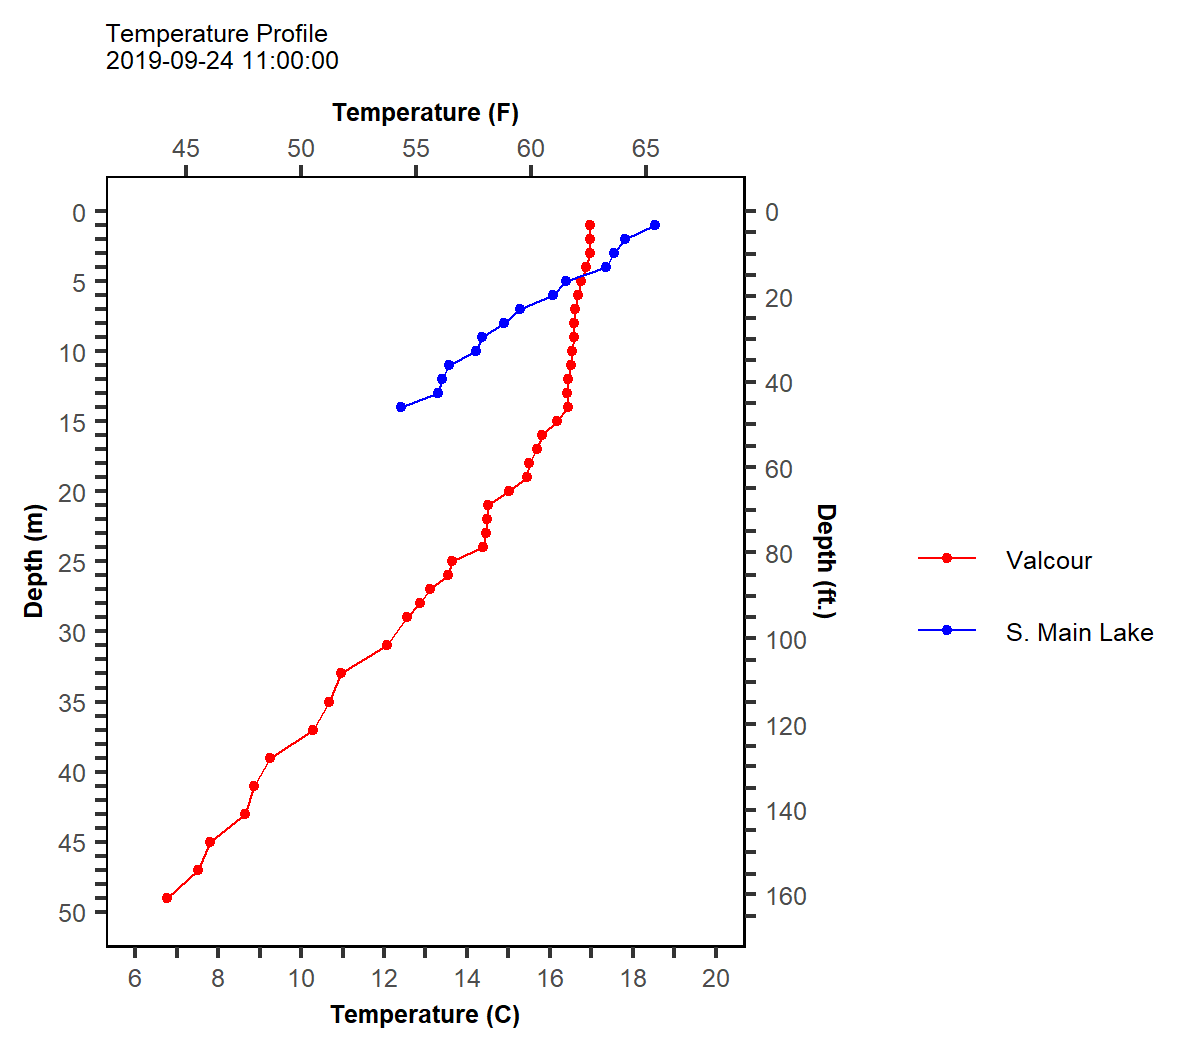 Temperature Profile
2019-09-24 11:00:00
Temperature (F)
45 50 55 60 65
0 0
5
20
10
40
15
60
20
Depth (m) Depth (ft.)
80
25
Valcour
30
100
S. Main Lake
35
120
40
140
45
160
50
6 8 10 12 14 16 18 20
Temperature (C)